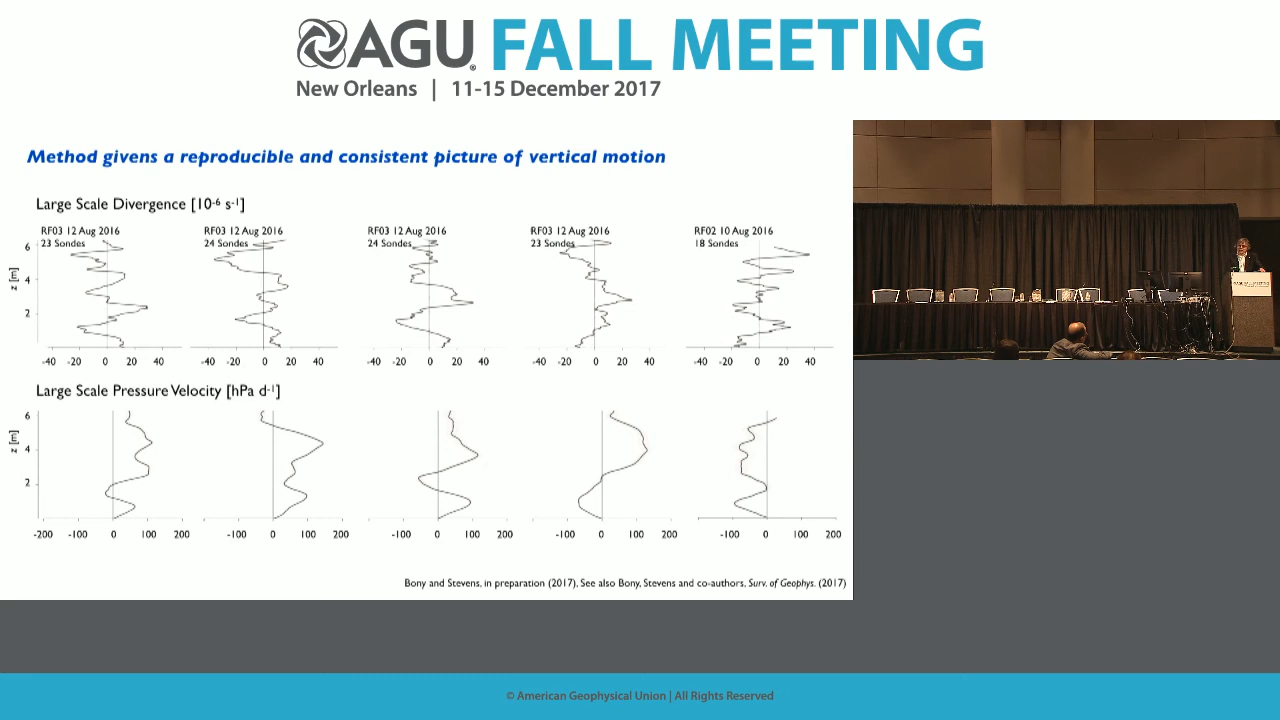 AGU FALL MEETING
New Orleans | 11-15 December 2017
Method givens a reproducible and consistent picture of vertical motion
Large Scale Divergence [10-6 s-1]
RF03 12 Aug 2016
23 Sondes
RF03 12 Aug 2016
24 Sondes
RF03 12 Aug 2016
24 Sondes
RF03 12 Aug 2016
23 Sondes
RF02 10 Aug 2016
18 Sondes
z [m]
6
4
2
-40 -20 0 20 40
-40 -20 0 20 40
-40 -20 0 20 40
-40 -20 0 20 40
-40 -20 0 20 40
Large Scale Pressure Velocity [hPa d-1]
z [m]
6
4
2
-200 -100 0 100 200
-100 0 100 200
-100 0 100 200
-100 0 100 200
-100 0 100 200
Bony and Stevens, in preparation (2017), See also Bony, Stevens and co-authors, Surv. of Geophys. (2017)
AGU FALL MEETING
© American Geophysical Union | All Rights Reserved